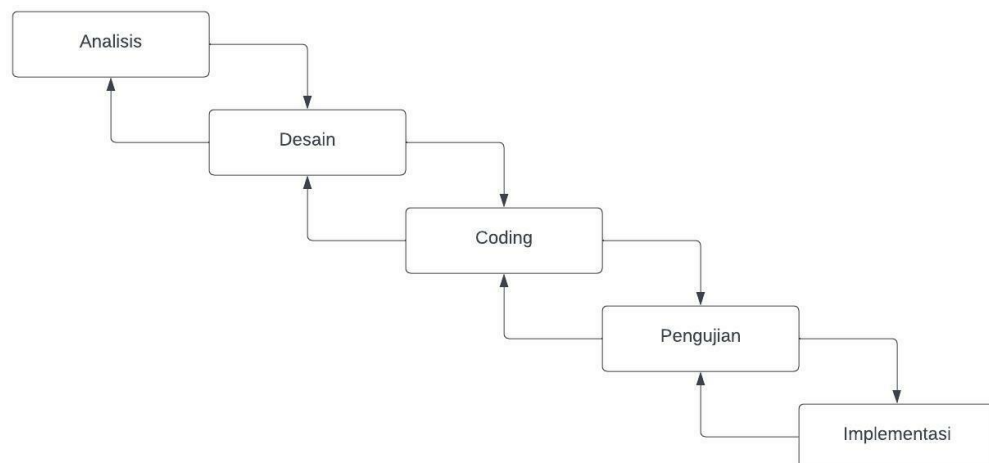 Analisis
Desain
Coding
Pengujian
Implementasi